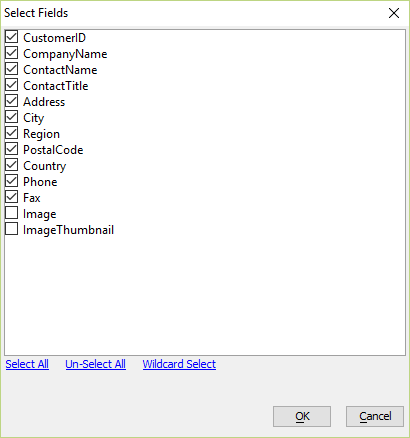 Select Fields
CustomerID
CompanyName
ContactName
ContactTitle
Address
City
Region
PostalCode
Country
Phone
Fax
Image
ImageThumbnail
Select All Un-Select All Wildcard Select
OK Cancel